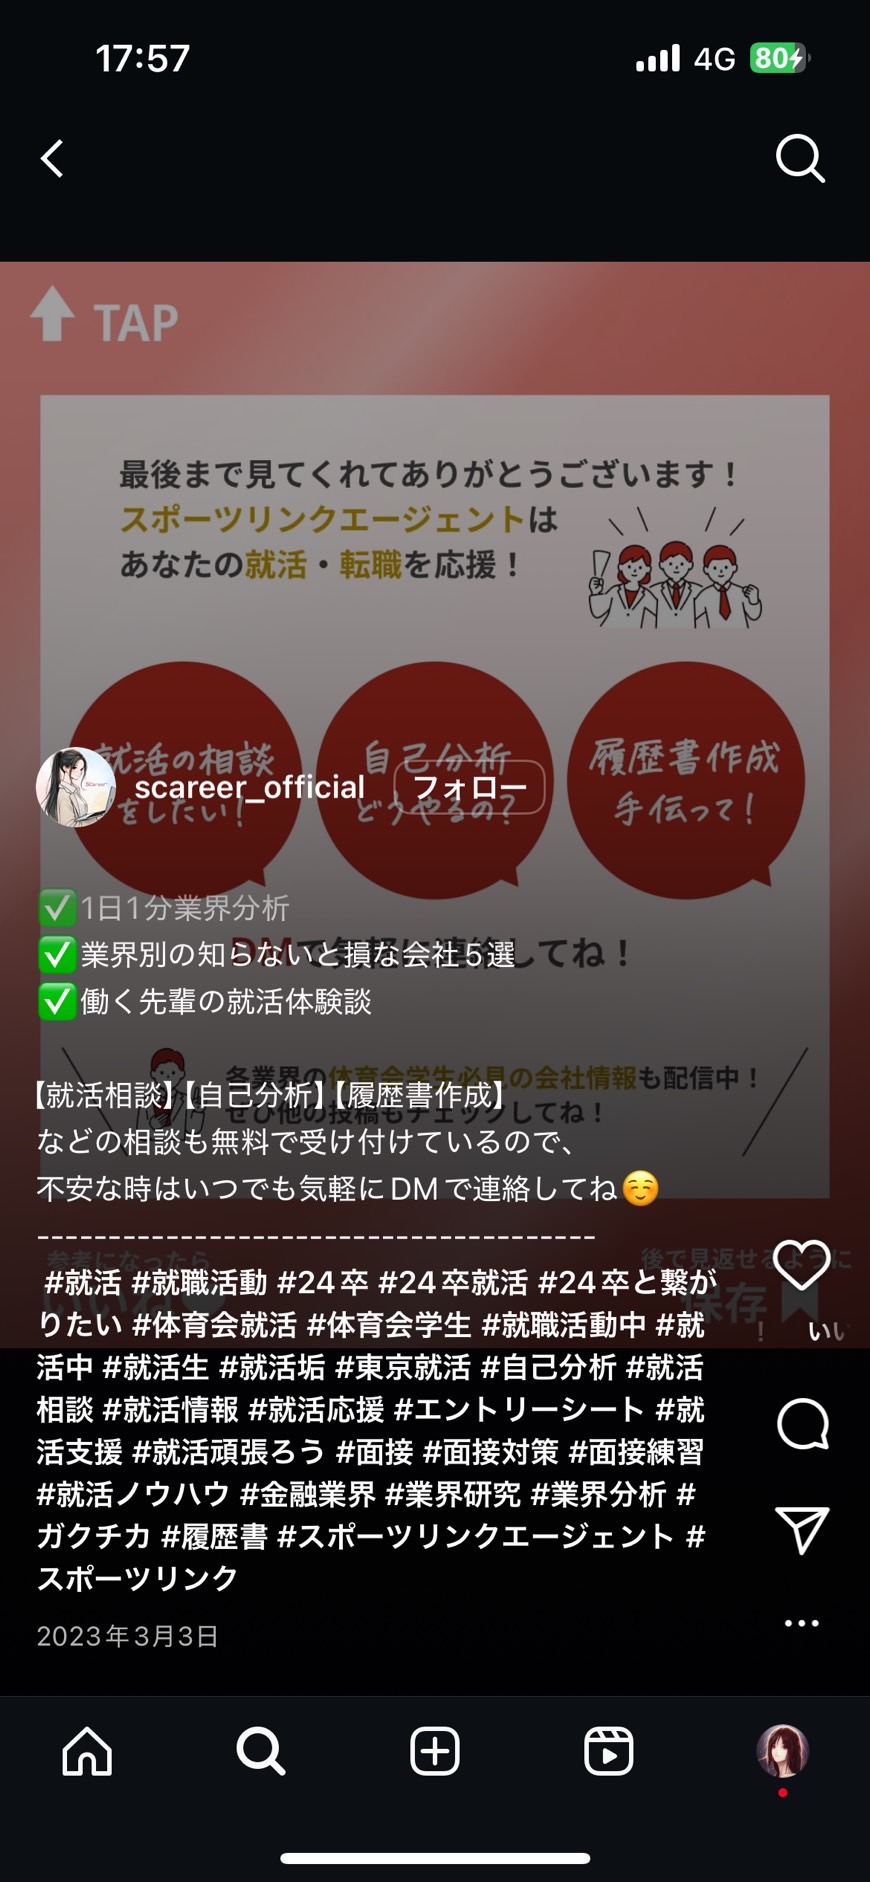 17:57
4G 80
TAP
最後まで見てくれてありがとうございます！
スポーツリンクエージェントは
あなたの就活・転職を応援！
就活の相談
をしたい！
自己分析
どうやるの？
履歴書作成
手伝って！
scareer_official フォロー
✅1日1分業界分析
DMで気軽に連絡してね！
✅業界別の知らないと損な会社5選
✅働く先輩の就活体験談
各業界の体育会学生必見の会社情報も配信中！
ぜひ他の投稿もチェックしてね！
【就活相談】【自己分析】【履歴書作成】
などの相談も無料で受け付けているので、
不安な時はいつでも気軽にDMで連絡してね☺️
---------------------------------------
参考になったら
いいね
後で見返せるように
保存
#就活 #就職活動 #24卒 #24卒就活 #24卒と繋が
りたい #体育会就活 #体育会学生 #就職活動中 #就
活中 #就活生 #就活垢 #東京就活 #自己分析 #就活
相談 #就活情報 #就活応援 #エントリーシート #就
活支援 #就活頑張ろう #面接 #面接対策 #面接練習
#就活ノウハウ #金融業界 #業界研究 #業界分析 #
ガクチカ #履歴書 #スポーツリンクエージェント #
スポーツリンク
！ いい
2023年3月3日